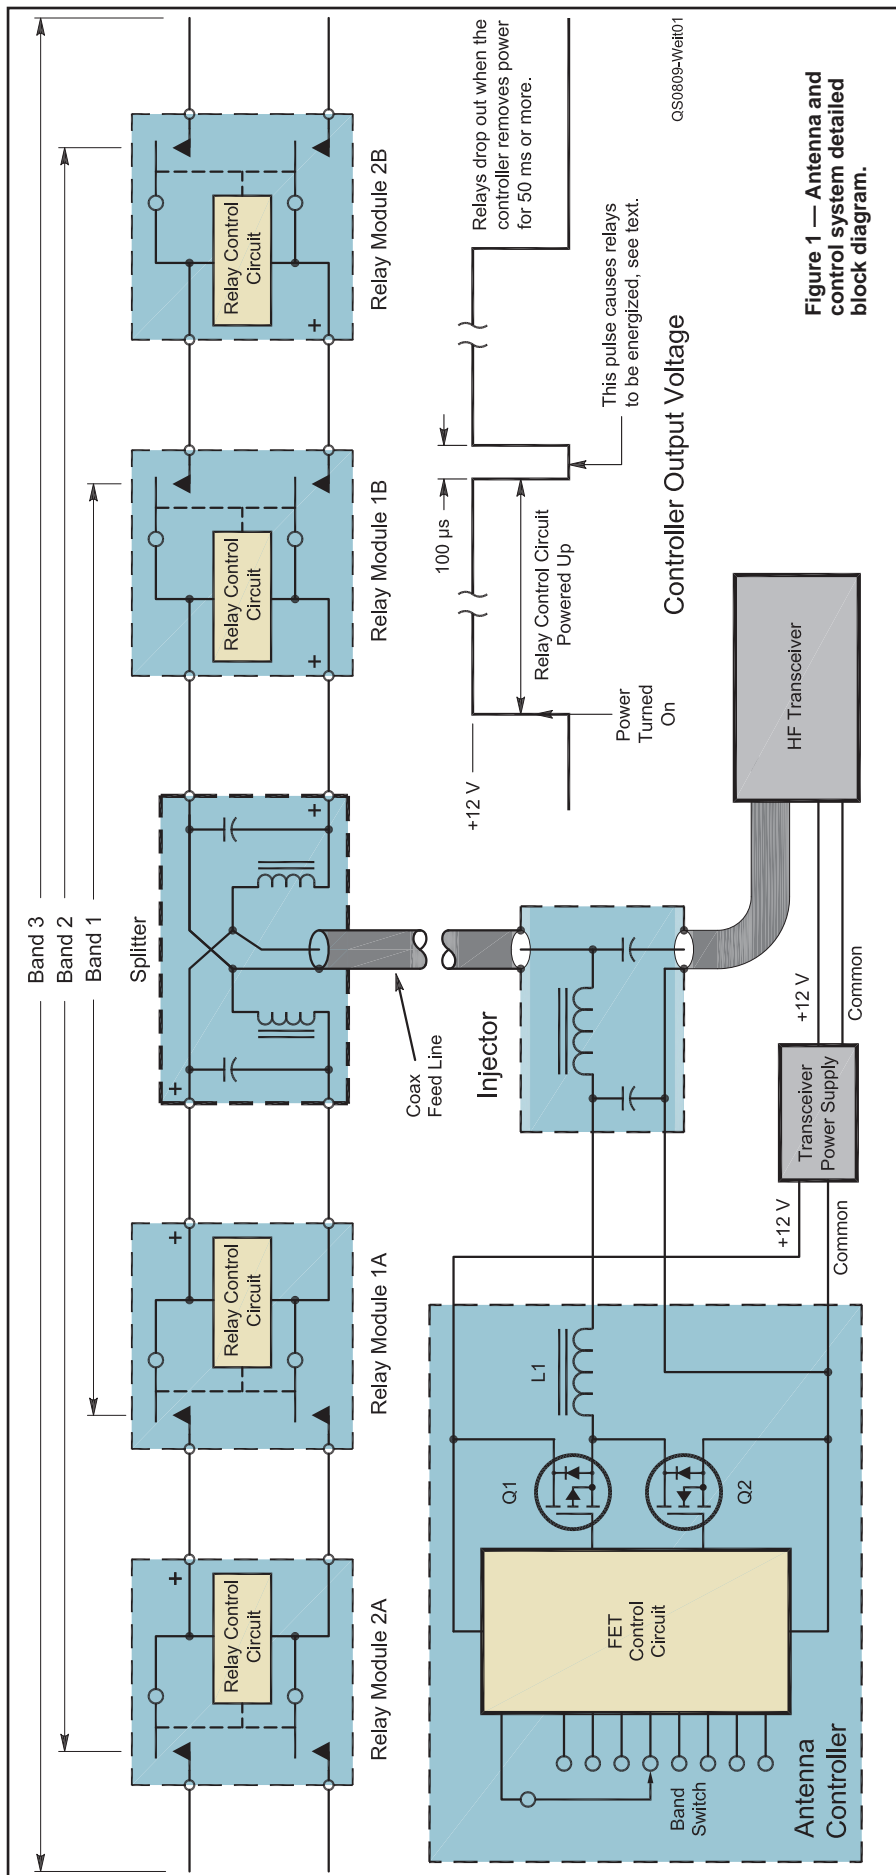 Band 3
Band 2
Band 1
Relay Module 2A
Relay Control
Circuit
+
Relay Module 1A
Relay Control
Circuit
+
Splitter
+
+
Relay Module 1B
Relay Control
Circuit
+
Relay Module 2B
Relay Control
Circuit
+
Coax
Feed Line
Injector
+12 V
Power
Turned
On
Relay Control Circuit
Powered Up
100 µs
This pulse causes relays
to be energized, see text.
Relays drop out when the
controller removes power
for 50 ms or more.
Controller Output Voltage
QS0809-Weit01
Antenna
Controller
Band
Switch
FET
Control
Circuit
Q1
Q2
L1
+12 V
Common
Transceiver
Power Supply
+12 V
Common
HF Transceiver
Figure 1 — Antenna and
control system detailed
block diagram.